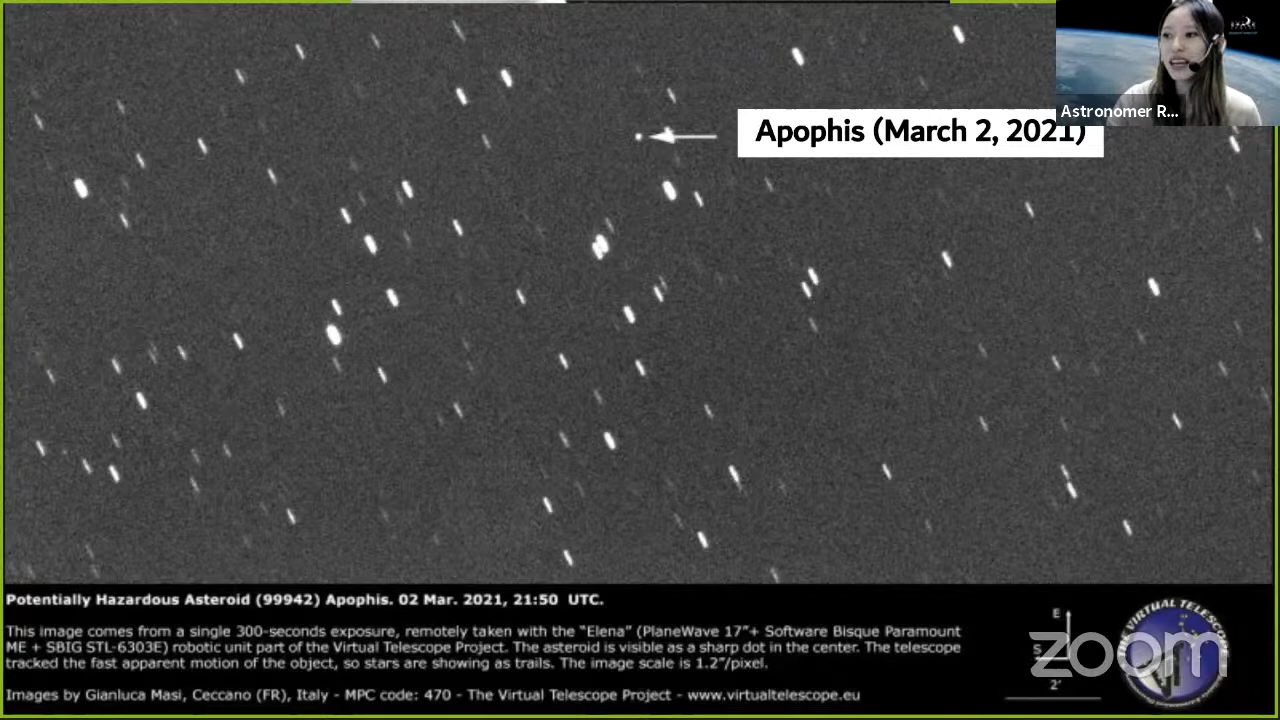 Astronomer R...
Apophis (March 2, 2021)
Potentially Hazardous Asteroid (99942) Apophis. 02 Mar. 2021, 21:50 UTC.
This image comes from a single 300-seconds exposure, remotely taken with the “Elena” (PlaneWave 17”+ Software Bisque Paramount
ME + SBIG STL-6303E) robotic unit part of the Virtual Telescope Project. The asteroid is visible as a sharp dot in the center. The telescope
tracked the fast apparent motion of the object, so stars are showing as trails. The image scale is 1.2”/pixel.
Images by Gianluca Masi, Ceccano (FR), Italy - MPC code: 470 - The Virtual Telescope Project - www.virtualtelescope.eu
E
S
2'
zoom
THE VIRTUAL TELESCOPE